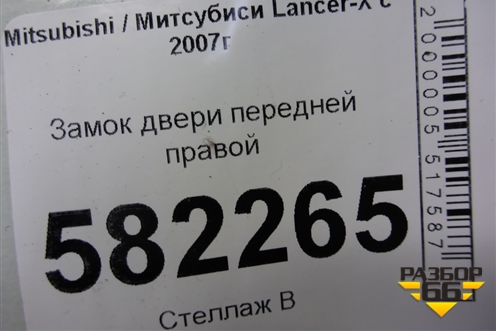 Mitsubishi / Митсубиси Lancer-X с
2007г
Замок двери передней
правой
582265
Стеллаж В
2000005517587
РАЗБОР
66.